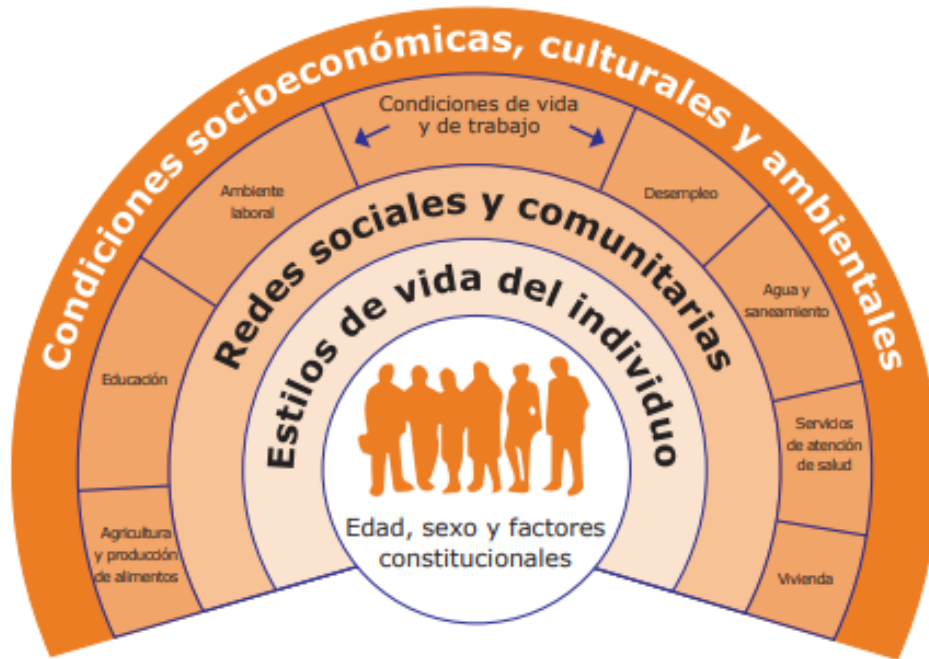 Condiciones socioeconómicas, culturales y ambientales
Condiciones de vida
y de trabajo
Agricultura
y producción
de alimentos
Educación
Ambiente
laboral
Desempleo
Agua y
saneamiento
Servicios
de atención
de salud
Vivienda
Redes sociales y comunitarias
Estilos de vida del individuo
Edad, sexo y factores
constitucionales